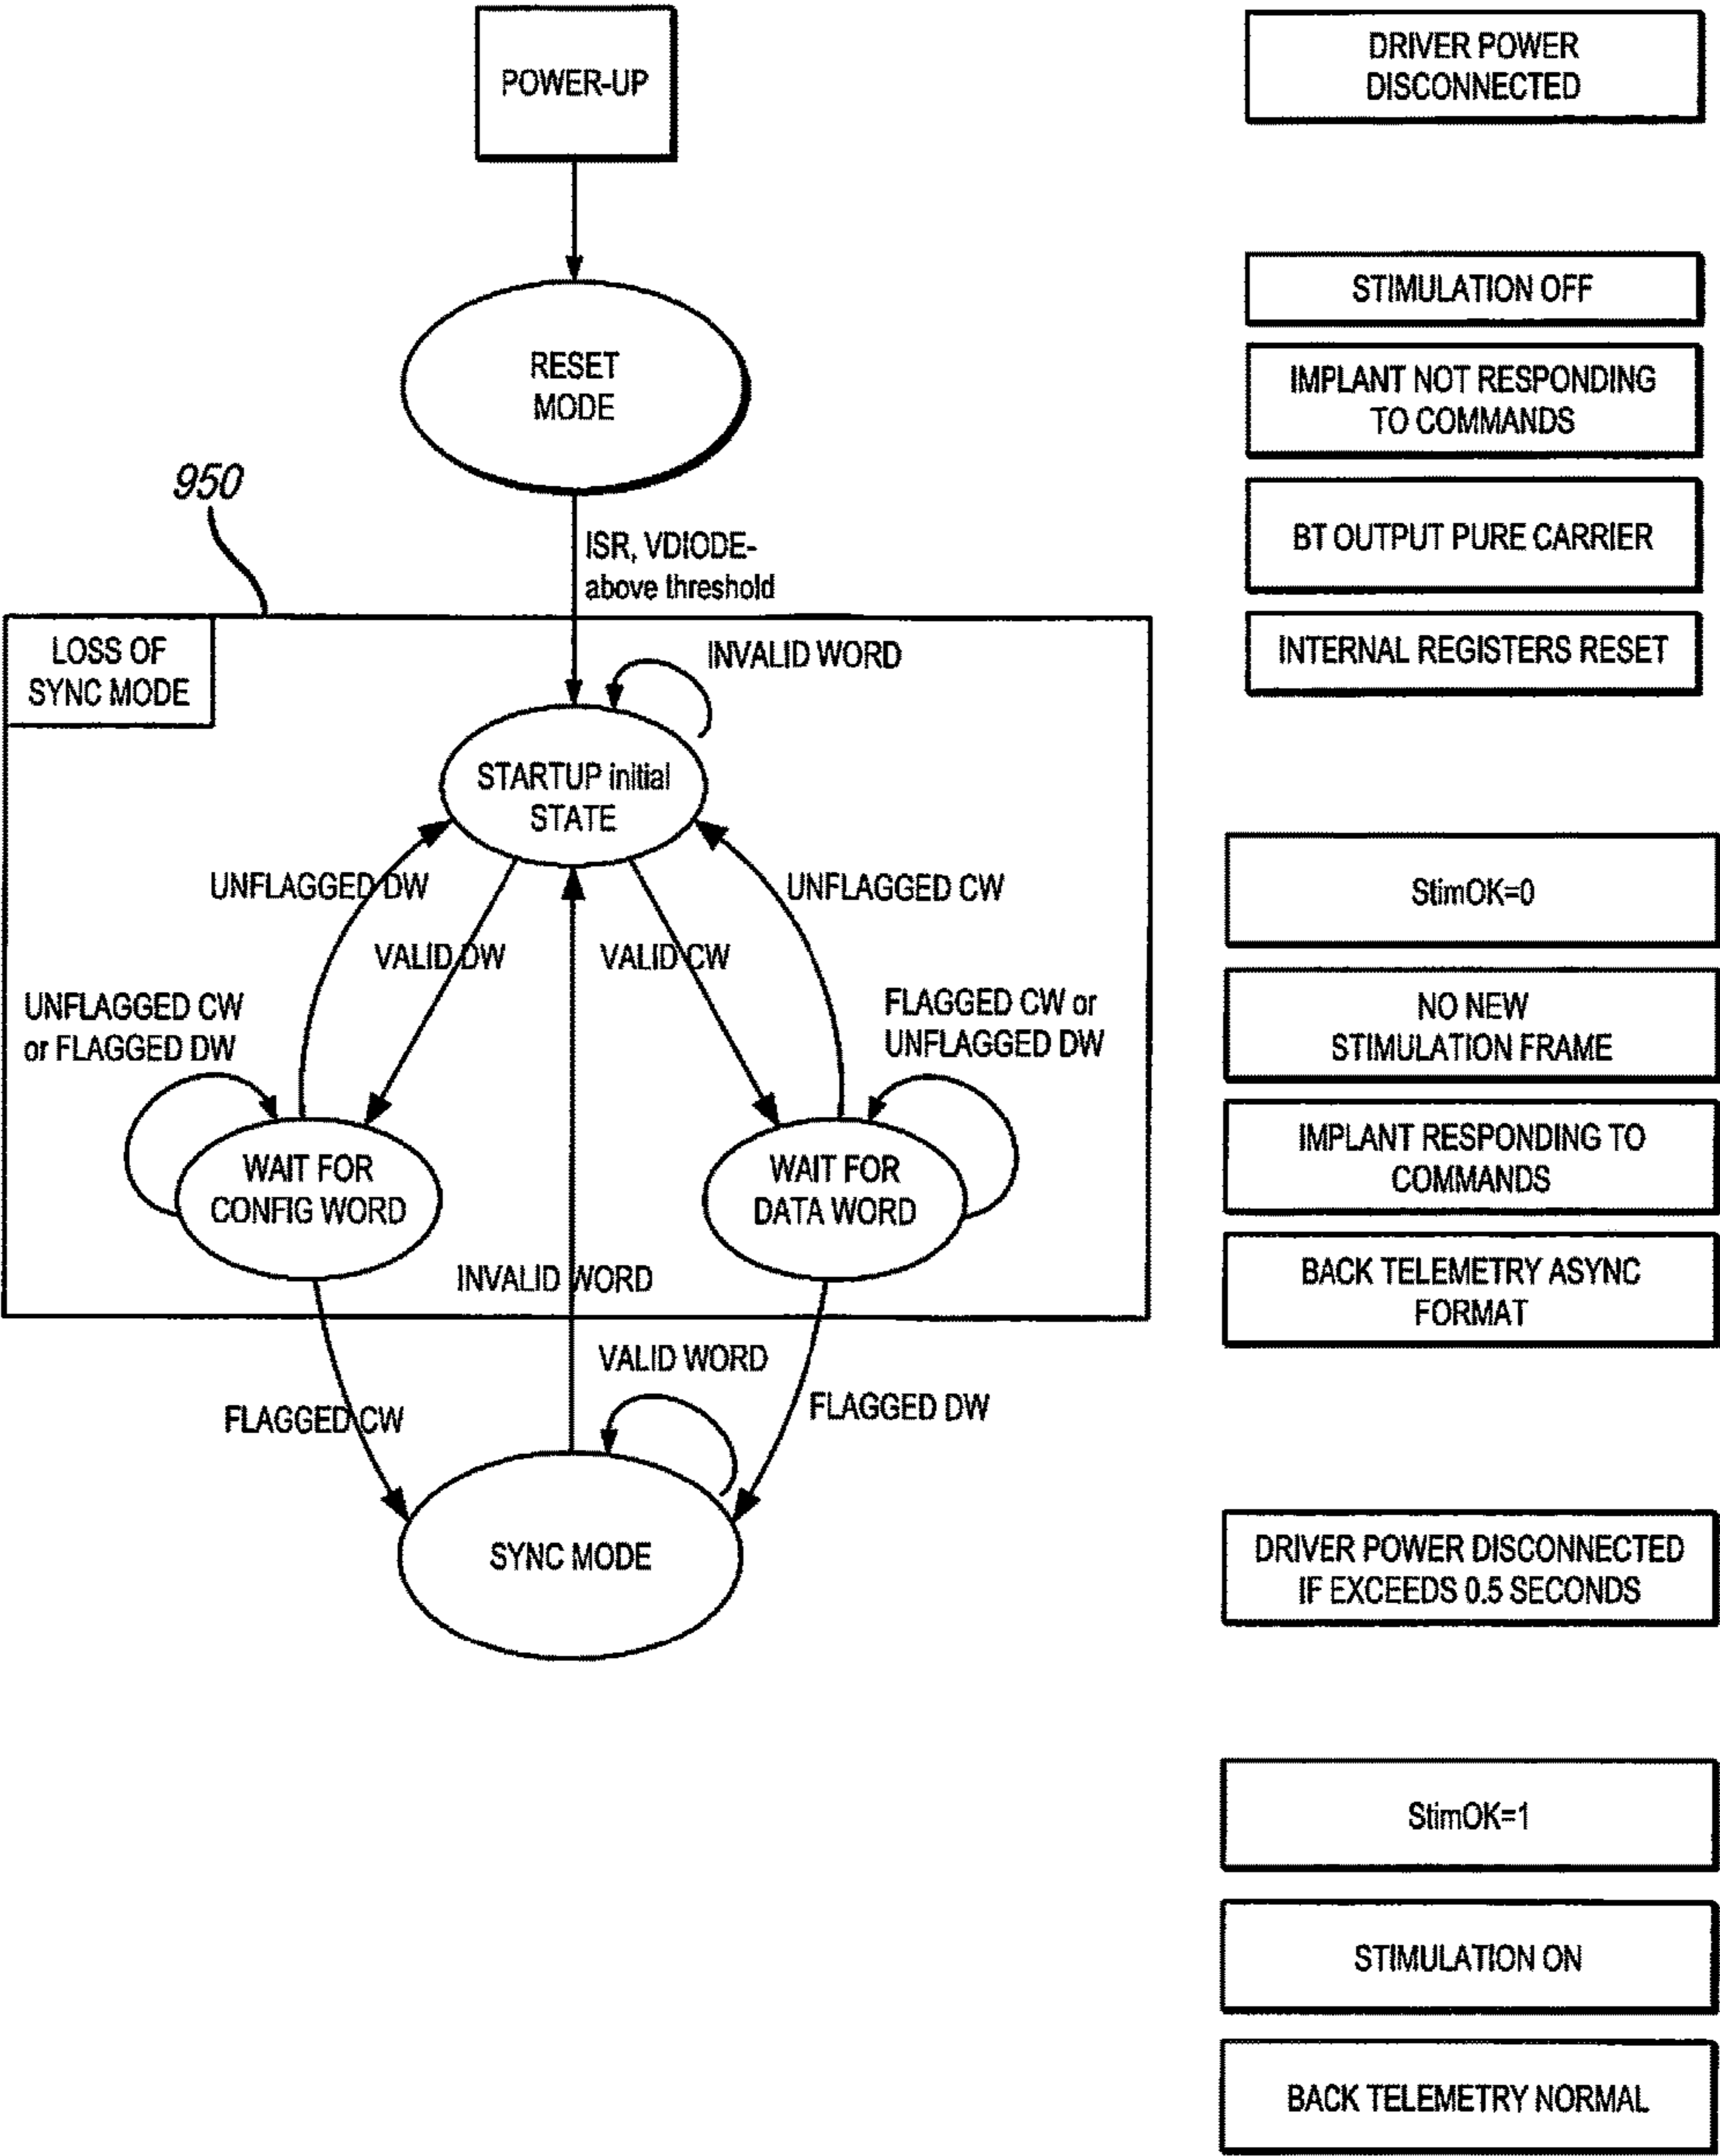 POWER-UP
DRIVER POWER
DISCONNECTED
RESET
MODE
STIMULATION OFF
IMPLANT NOT RESPONDING
TO COMMANDS
BT OUTPUT PURE CARRIER
INTERNAL REGISTERS RESET
950
ISR, VDIODE-
above threshold
LOSS OF
SYNC MODE
INVALID WORD
STARTUP initial
STATE
UNFLAGGED DW
UNFLAGGED CW
VALID DW
VALID CW
UNFLAGGED CW
or FLAGGED DW
FLAGGED CW or
UNFLAGGED DW
WAIT FOR
CONFIG WORD
WAIT FOR
DATA WORD
INVALID WORD
StimOK=0
NO NEW
STIMULATION FRAME
IMPLANT RESPONDING TO
COMMANDS
BACK TELEMETRY ASYNC
FORMAT
VALID WORD
FLAGGED CW
FLAGGED DW
SYNC MODE
DRIVER POWER DISCONNECTED
IF EXCEEDS 0.5 SECONDS
StimOK=1
STIMULATION ON
BACK TELEMETRY NORMAL